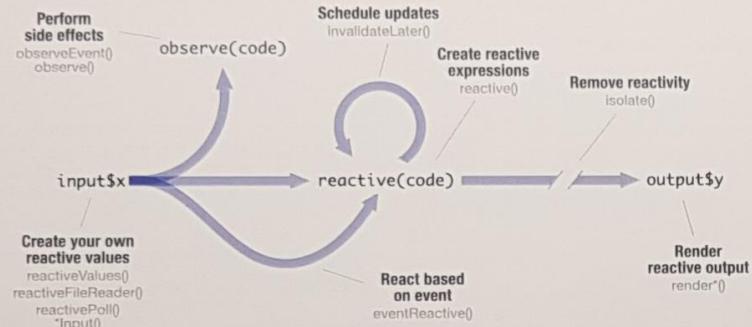 Perform
side effects
observeEvent()
observe()
observe(code)
Schedule updates
invalidateLater()
Create reactive
expressions
reactive()
Remove reactivity
isolate()
input$x
reactive(code)
output$y
Create your own
reactive values
reactiveValues()
reactiveFileReader()
reactivePoll()
*Input()
React based
on event
eventReactive()
Render
reactive output
render*()